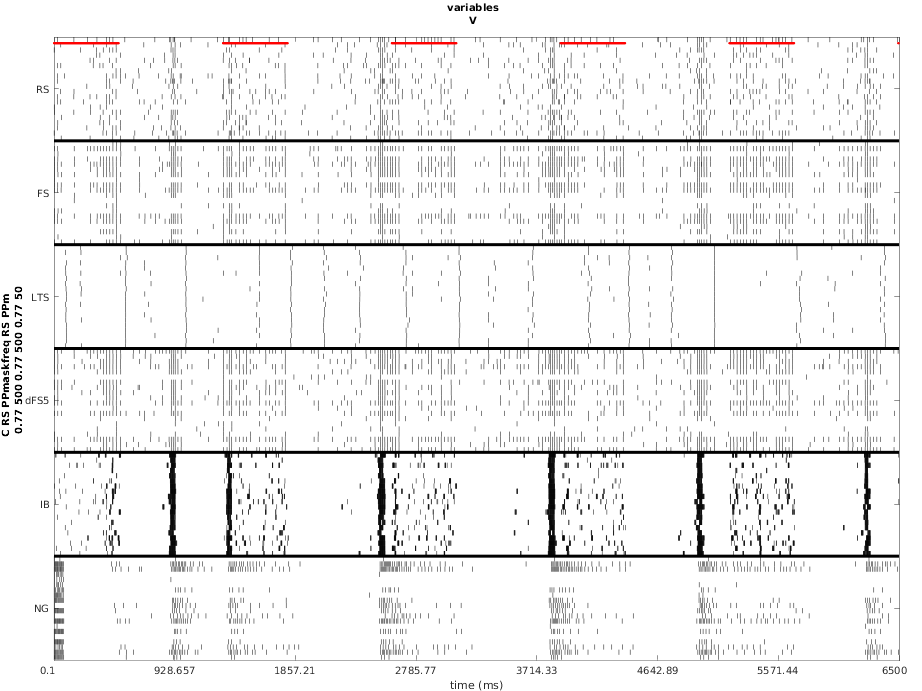 variables
V
RS
FS
LTS
dFS5
IB
NG
C RS PPmaskfreq RS PPm
0.77 500 0.77 500 0.77 50
0.1 928.657 1857.21 2785.77 3714.33 4642.89 5571.44 6500
time (ms)